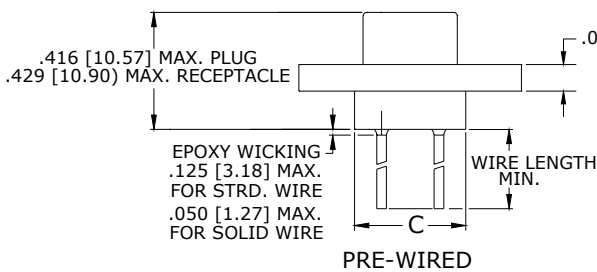 .416 [10.57] MAX. PLUG
.429 [10.90) MAX. RECEPTACLE
.0
EPOXY WICKING
.125 [3.18] MAX.
FOR STRD. WIRE
.050 [1.27] MAX.
FOR SOLID WIRE
WIRE LENGTH
MIN.
C
PRE-WIRED